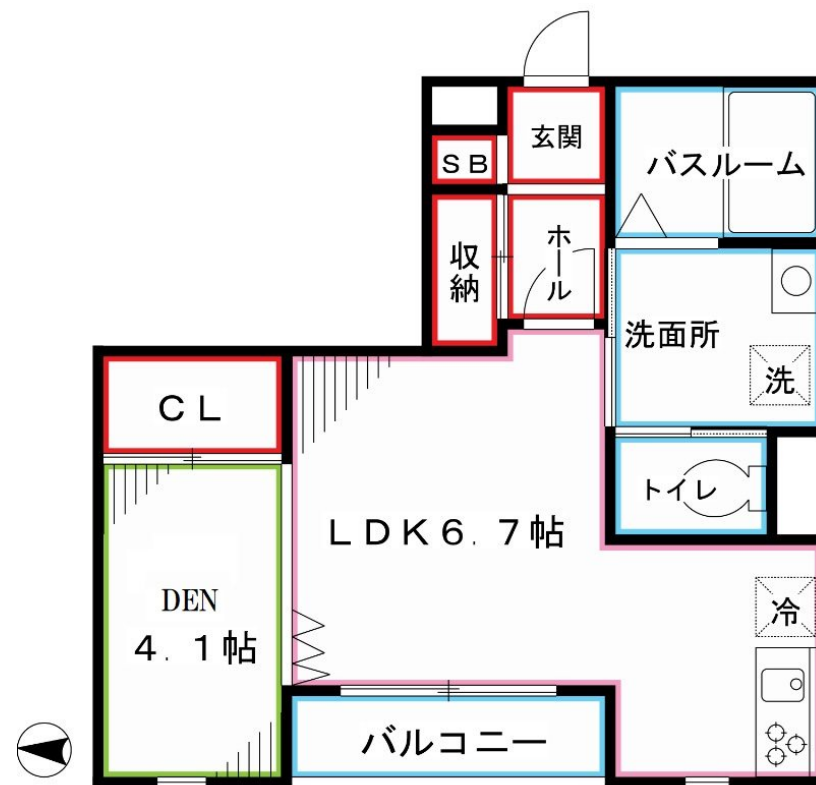 玄関
バスルーム
SB
ホール
収納
洗面所
洗
CL
トイレ
LDK6.7帖
DEN
4.1帖
冷
バルコニー